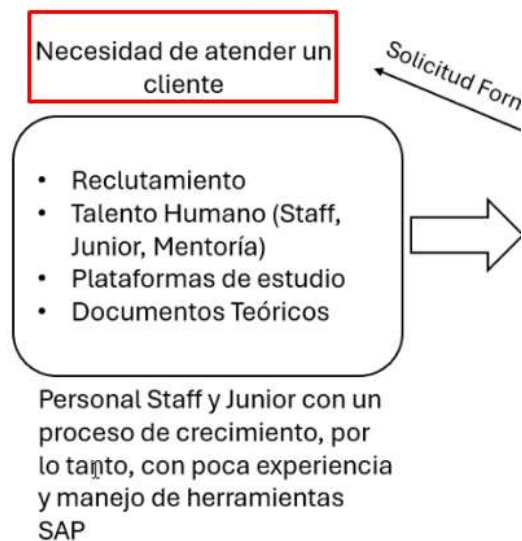 Necesidad de atender un
cliente
Solicitud
• Reclutamiento
• Talento Humano (Staff,
Junior, Mentoría)
• Plataformas de estudio
• Documentos Teóricos
Personal Staff y Junior con un
proceso de crecimiento, por
lo tanto, con poca experiencia
y manejo de herramientas
SAP